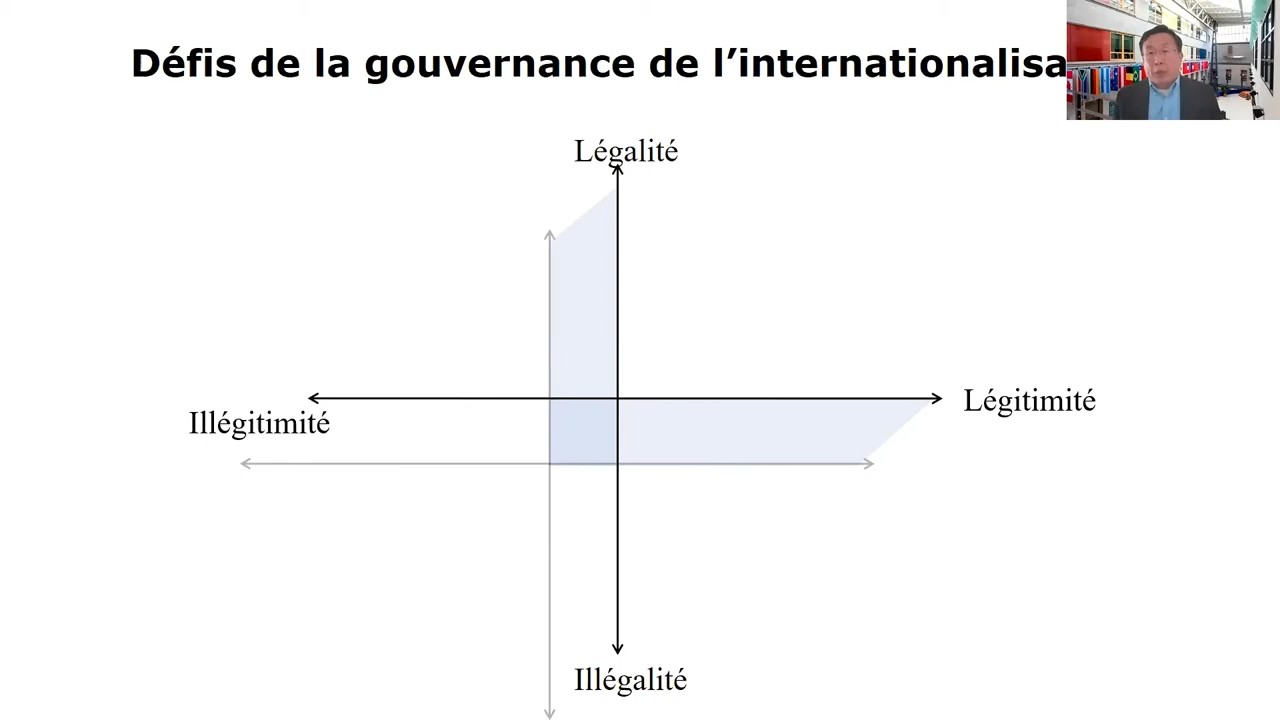 Défis de la gouvernance de l’internationalisa
Légalité
Légitimité
Illégitimité
Illégalité